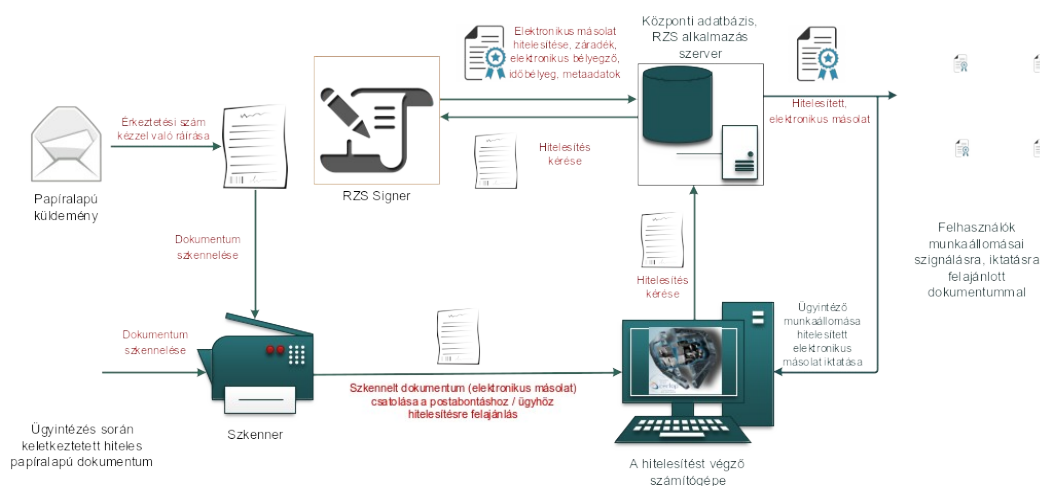 Elektronikus másolat
hitelesítése, záradék,
elektronikus bélyegző,
időbélyeg, metaadatok
Központi adatbázis,
RZS alkalmazás
szerver
Érkeztetési szám
kézzel való ráírása
Hitelesített,
elektronikus másolat
Hitelesítés
kérése
Papíralapú
küldemény
RZS Signer
Dokumentum
szkennelése
Felhasználók
munkaállomásai
szignálásra, iktatásra
felajánlott
dokumentummal
Hitelesítés
kérése
Dokumentum
szkennelése
Ügyintéző
munkaállomása
hitelesített
elektronikus
másolat iktatása
Szkennelt dokumentum (elektronikus másolat)
csatolása a postabontáshoz / ügyhöz
hitelesítésre felajánlás
Ügyintézés során
keletkeztetett hiteles
papíralapú dokumentum
Szkenner
A hitelesítést végző
számítógépe